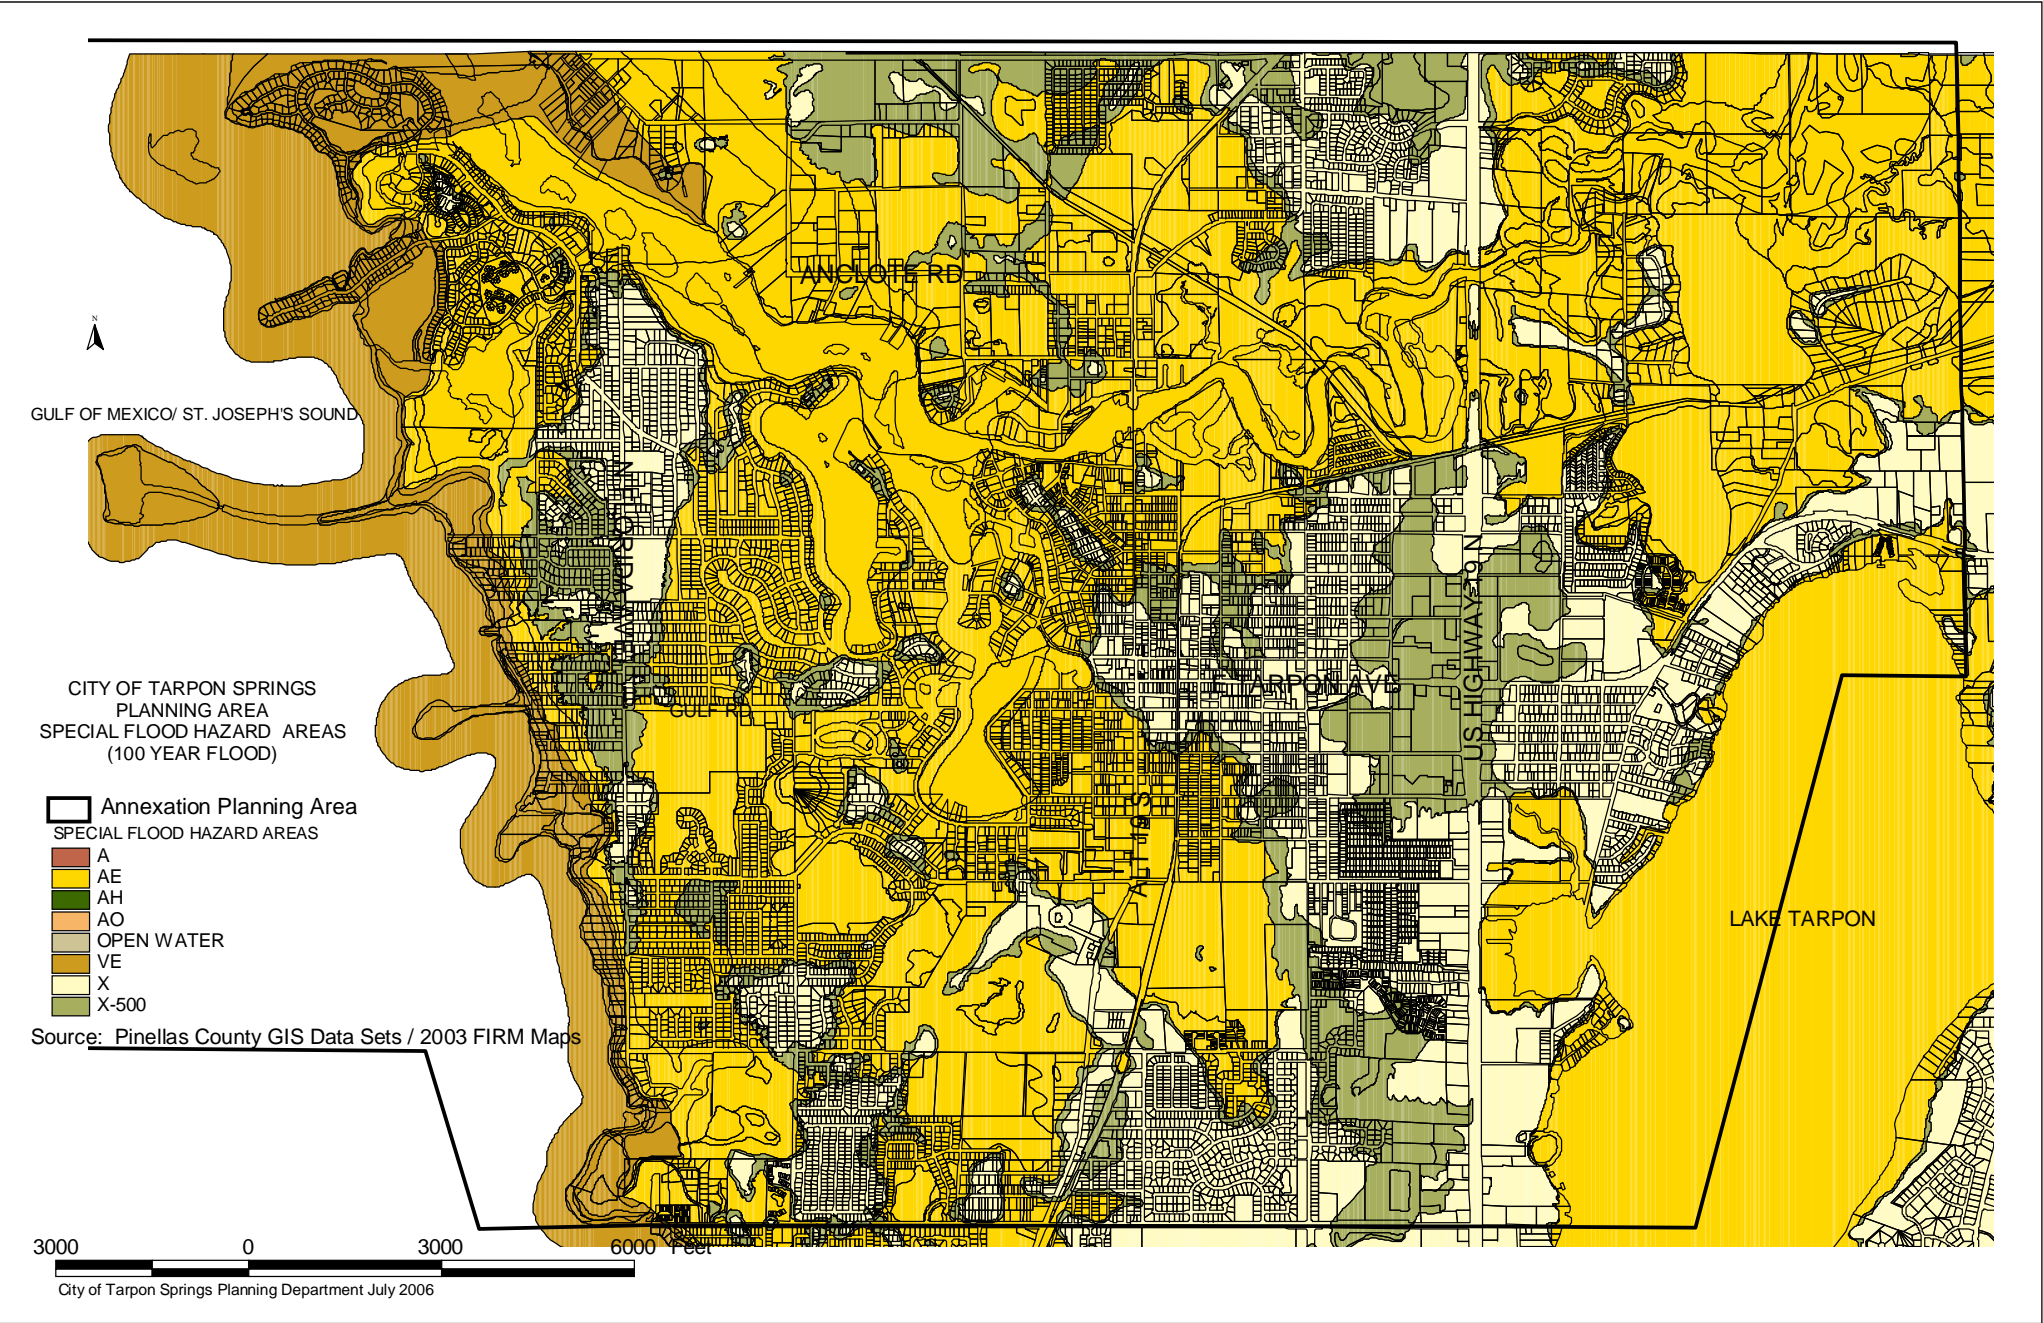 ANCLOTE RD
N
GULF OF MEXICO/ ST. JOSEPH'S SOUND
US HIGHWAY 19 N
E TARPON AVE
GULF RD
ALT 19 S
LAKE TARPON
CITY OF TARPON SPRINGS
PLANNING AREA
SPECIAL FLOOD HAZARD AREAS
(100 YEAR FLOOD)
Annexation Planning Area
SPECIAL FLOOD HAZARD AREAS
A
AE
AH
AO
OPEN WATER
VE
X
X-500
Source: Pinellas County GIS Data Sets / 2003 FIRM Maps
3000 0 3000 6000 Feet
City of Tarpon Springs Planning Department July 2006